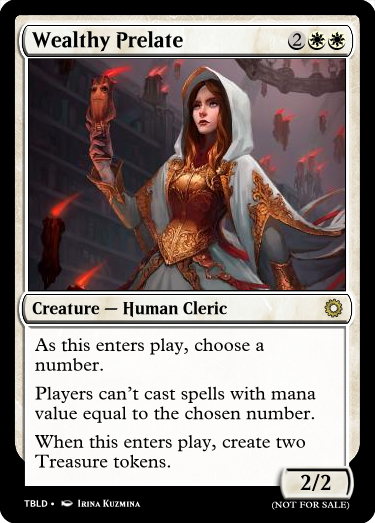 Wealthy Prelate 2
Creature — Human Cleric
As this enters play, choose a
number.
Players can't cast spells with mana
value equal to the chosen number.
When this enters play, create two
Treasure tokens.
2/2
TBLD • Irina Kuzmina
(NOT FOR SALE)